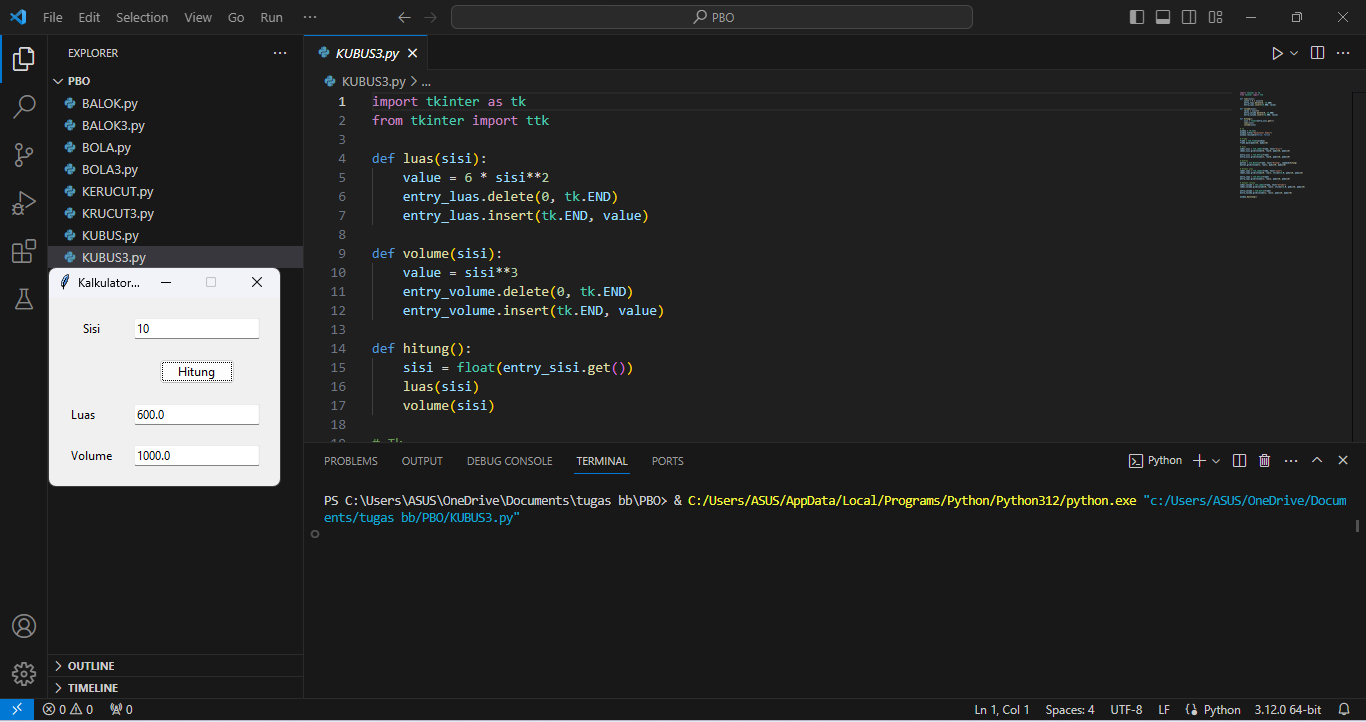 File Edit Selection View Go Run ···
PBO
EXPLORER
PBO
BALOK.py
BALOK3.py
BOLA.py
BOLA3.py
KERUCUT.py
KRUCUT3.py
KUBUS.py
KUBUS3.py
Kalkulator...
Sisi 10
Hitung
Luas 600.0
Volume 1000.0
OUTLINE
TIMELINE
KUBUS3.py
KUBUS3.py > ...
1 import tkinter as tk
2 from tkinter import ttk
3
4 def luas(sisi):
5 value = 6 * sisi**2
6 entry_luas.delete(0, tk.END)
7 entry_luas.insert(tk.END, value)
8
9 def volume(sisi):
10 value = sisi**3
11 entry_volume.delete(0, tk.END)
12 entry_volume.insert(tk.END, value)
13
14 def hitung():
15 sisi = float(entry_sisi.get())
16 luas(sisi)
17 volume(sisi)
18
19 # Tk
PROBLEMS OUTPUT DEBUG CONSOLE TERMINAL PORTS
Python
PS C:\Users\ASUS\OneDrive\Documents\tugas bb\PBO> & C:/Users/ASUS/AppData/Local/Programs/Python/Python312/python.exe "c:/Users/ASUS/OneDrive/Docum
ents/tugas bb/PBO/KUBUS3.py"
0 0 0
Ln 1, Col 1 Spaces: 4 UTF-8 LF Python 3.12.0 64-bit